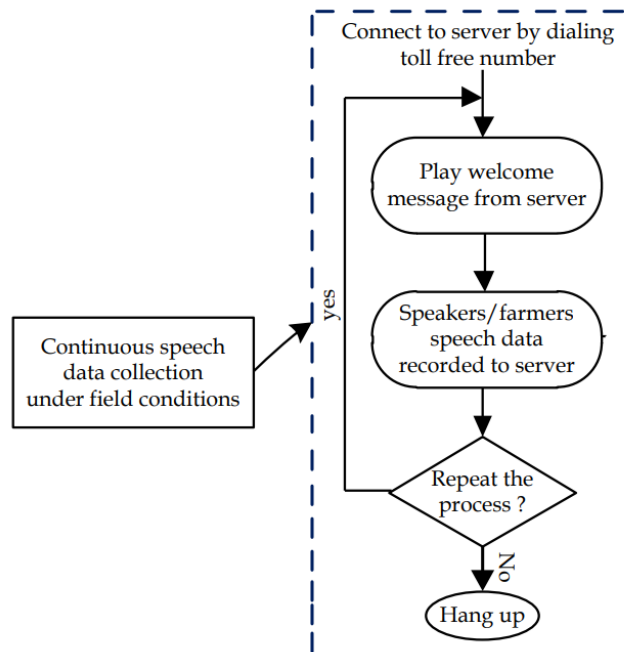 Connect to server by dialing
toll free number
Play welcome
message from server
yes
Speakers/farmers
speech data
recorded to server
Continuous speech
data collection
under field conditions
Repeat the
process ?
No
Hang up